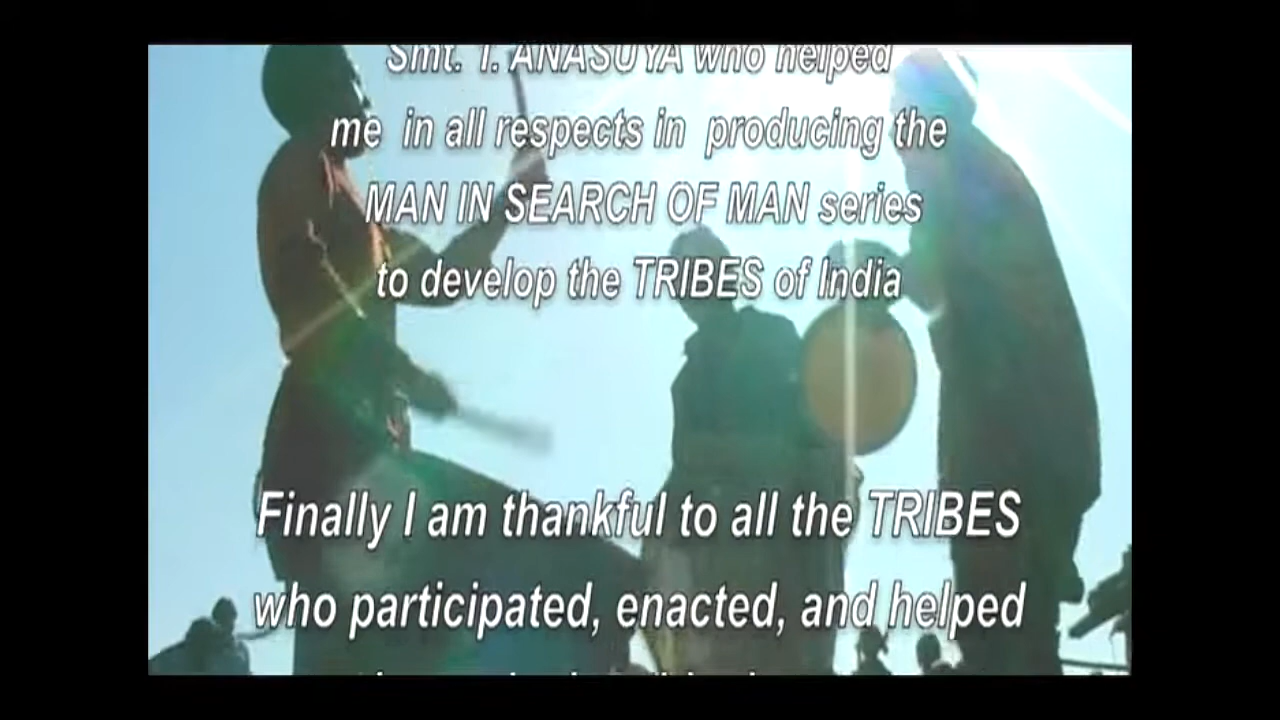 Smt. T. ANASUYA who helped
me in all respects in producing the
MAN IN SEARCH OF MAN series
to develop the TRIBES of India
Finally I am thankful to all the TRIBES
who participated, enacted, and helped